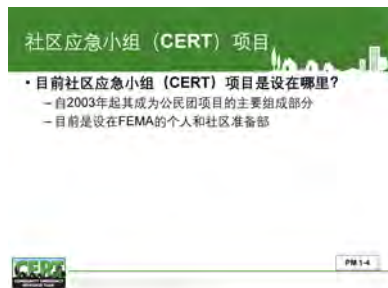 社区应急小组（CERT）项目
• 目前社区应急小组（CERT）项目是设在哪里?
– 自2003年起其成为公民团项目的主要组成部分
– 目前是设在FEMA的个人和社区准备部
PM 1-4
CERT